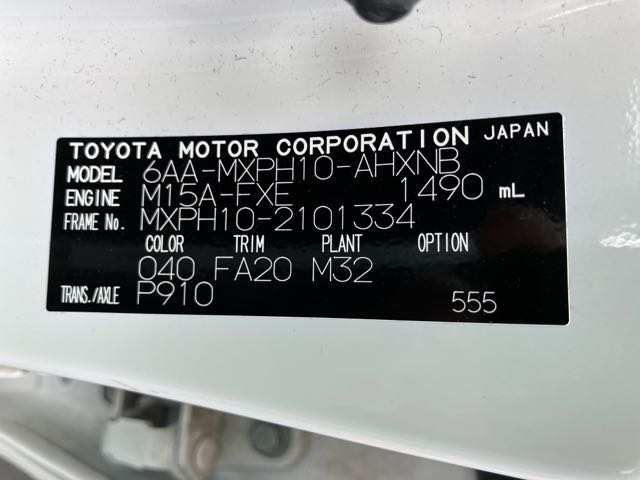 TOYOTA MOTOR CORPORATION JAPAN
MODEL 6AA-MXPH10-AHXNB
ENGINE M15A-FXE 1490 mL
FRAME No. MXPH10-2101334
COLOR TRIM PLANT OPTION
040 FA20 M32
TRANS./AXLE P910 555